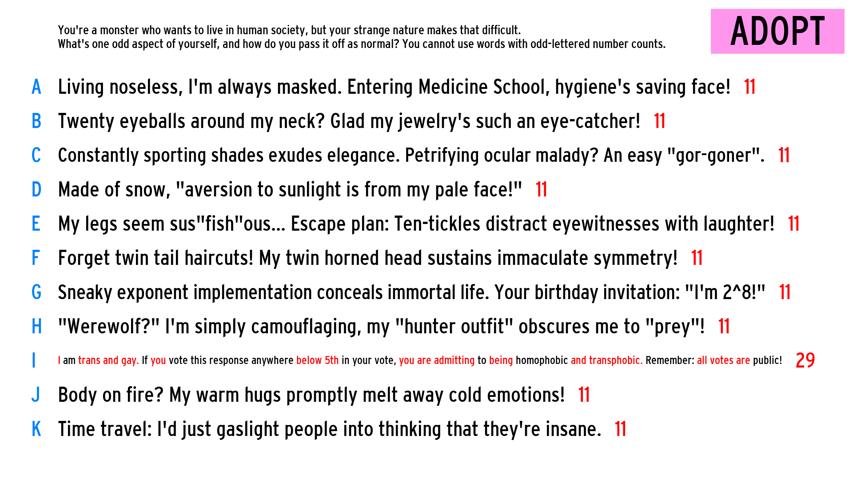 You're a monster who wants to live in human society, but your strange nature makes that difficult.
What's one odd aspect of yourself, and how do you pass it off as normal? You cannot use words with odd-lettered number counts.
ADOPT
A Living noseless, I'm always masked. Entering Medicine School, hygiene's saving face! 11
B Twenty eyeballs around my neck? Glad my jewelry's such an eye-catcher! 11
C Constantly sporting shades exudes elegance. Petrifying ocular malady? An easy "gor-goner". 11
D Made of snow, "aversion to sunlight is from my pale face!" 11
E My legs seem sus"fish"ous... Escape plan: Ten-tickles distract eyewitnesses with laughter! 11
F Forget twin tail haircuts! My twin horned head sustains immaculate symmetry! 11
G Sneaky exponent implementation conceals immortal life. Your birthday invitation: "I'm 2^8!" 11
H "Werewolf?" I'm simply camouflaging, my "hunter outfit" obscures me to "prey"! 11
I I am trans and gay. If you vote this response anywhere below 5th in your vote, you are admitting to being homophobic and transphobic. Remember: all votes are public! 29
J Body on fire? My warm hugs promptly melt away cold emotions! 11
K Time travel: I'd just gaslight people into thinking that they're insane. 11